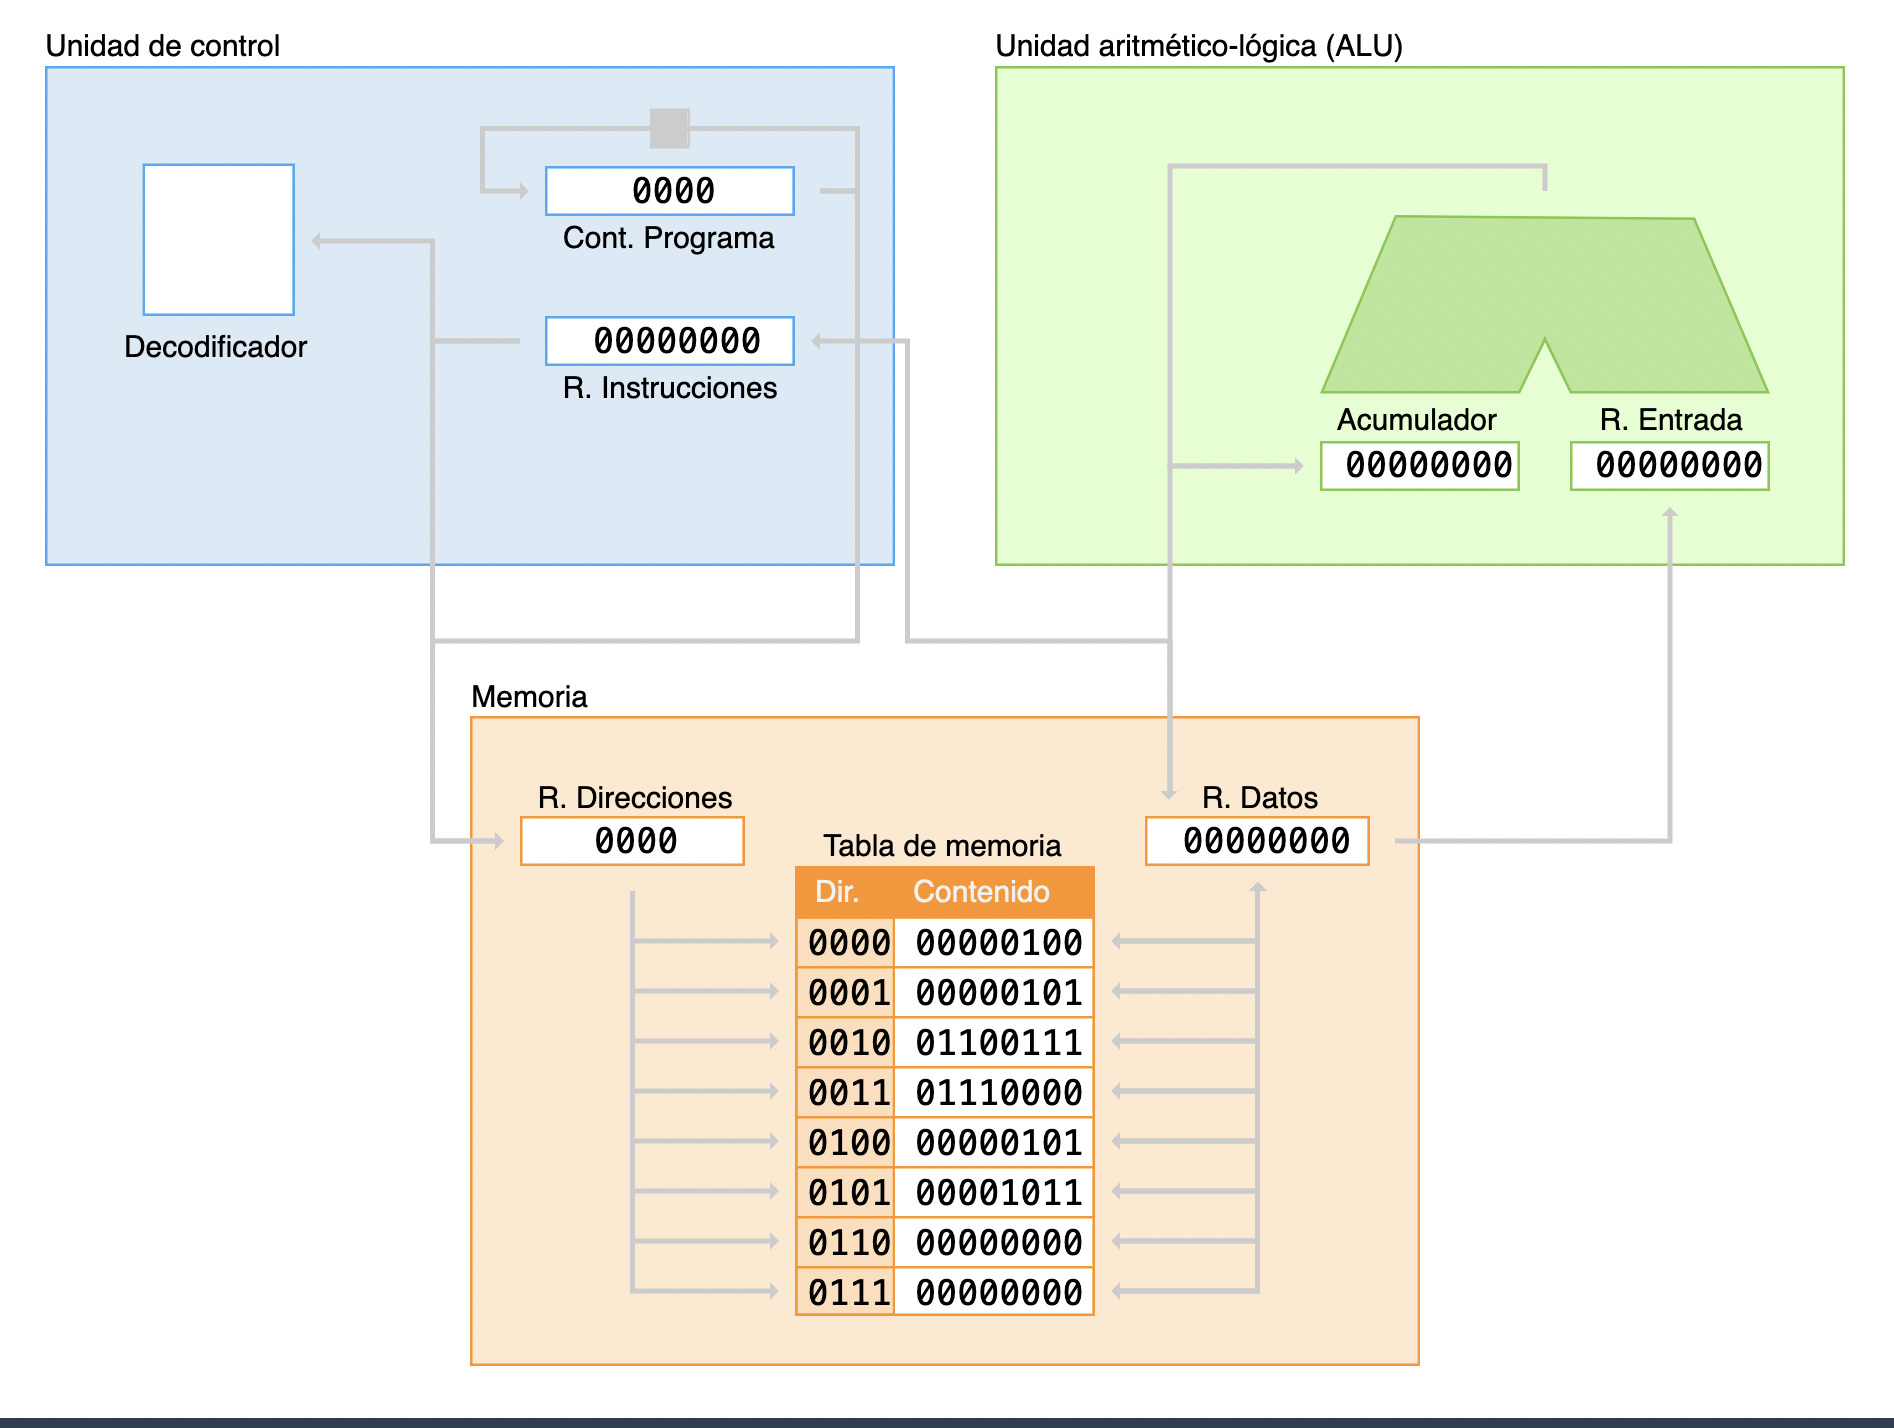 Unidad de control
Unidad aritmético-lógica (ALU)
0000
Cont. Programa
Decodificador
00000000
R. Instrucciones
Acumulador
R. Entrada
00000000
00000000
Memoria
R. Direcciones
0000
R. Datos
00000000
Tabla de memoria
Dir. Contenido
0000 00000100
0001 00000101
0010 01100111
0011 01110000
0100 00000101
0101 00001011
0110 00000000
0111 00000000